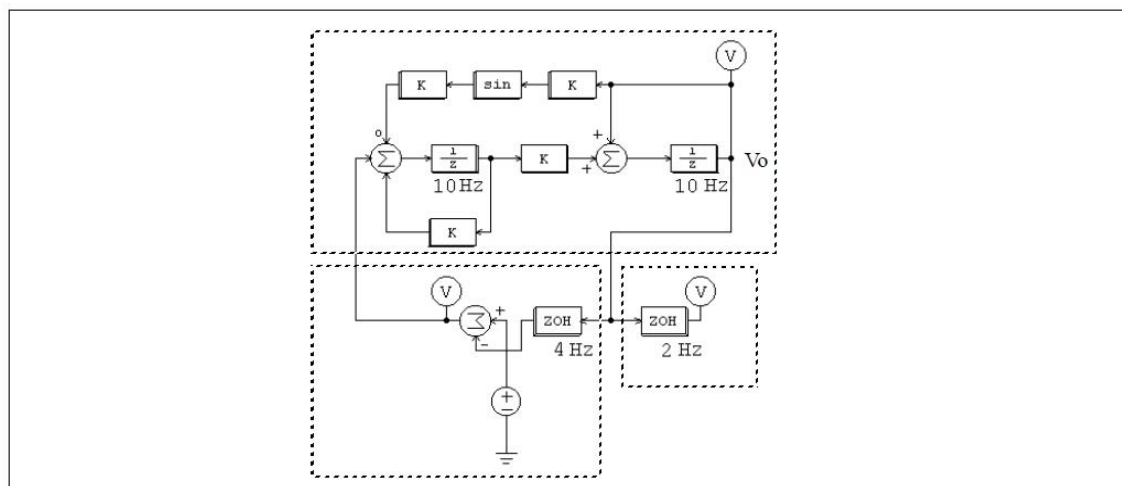 V
K sin K
o +
Σ 1/z K + Σ 1/z Vo
10 Hz 10 Hz
K
V V
Σ + ZOH ZOH
- 4 Hz 2 Hz
+
-